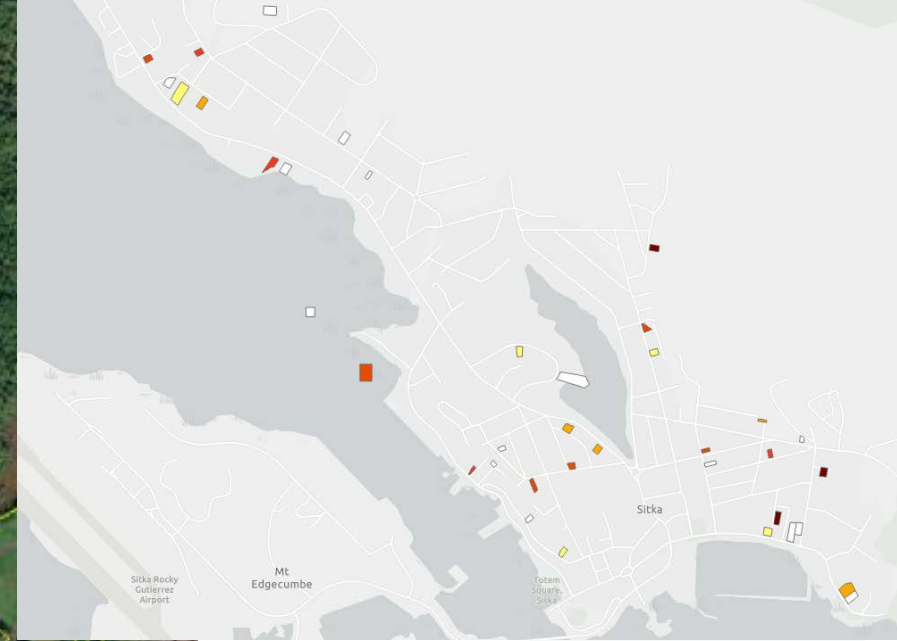 Sitka
Mt
Edgecumbe
Sitka Rocky
Gutierrez
Airport
Totem
Square,
Sitka